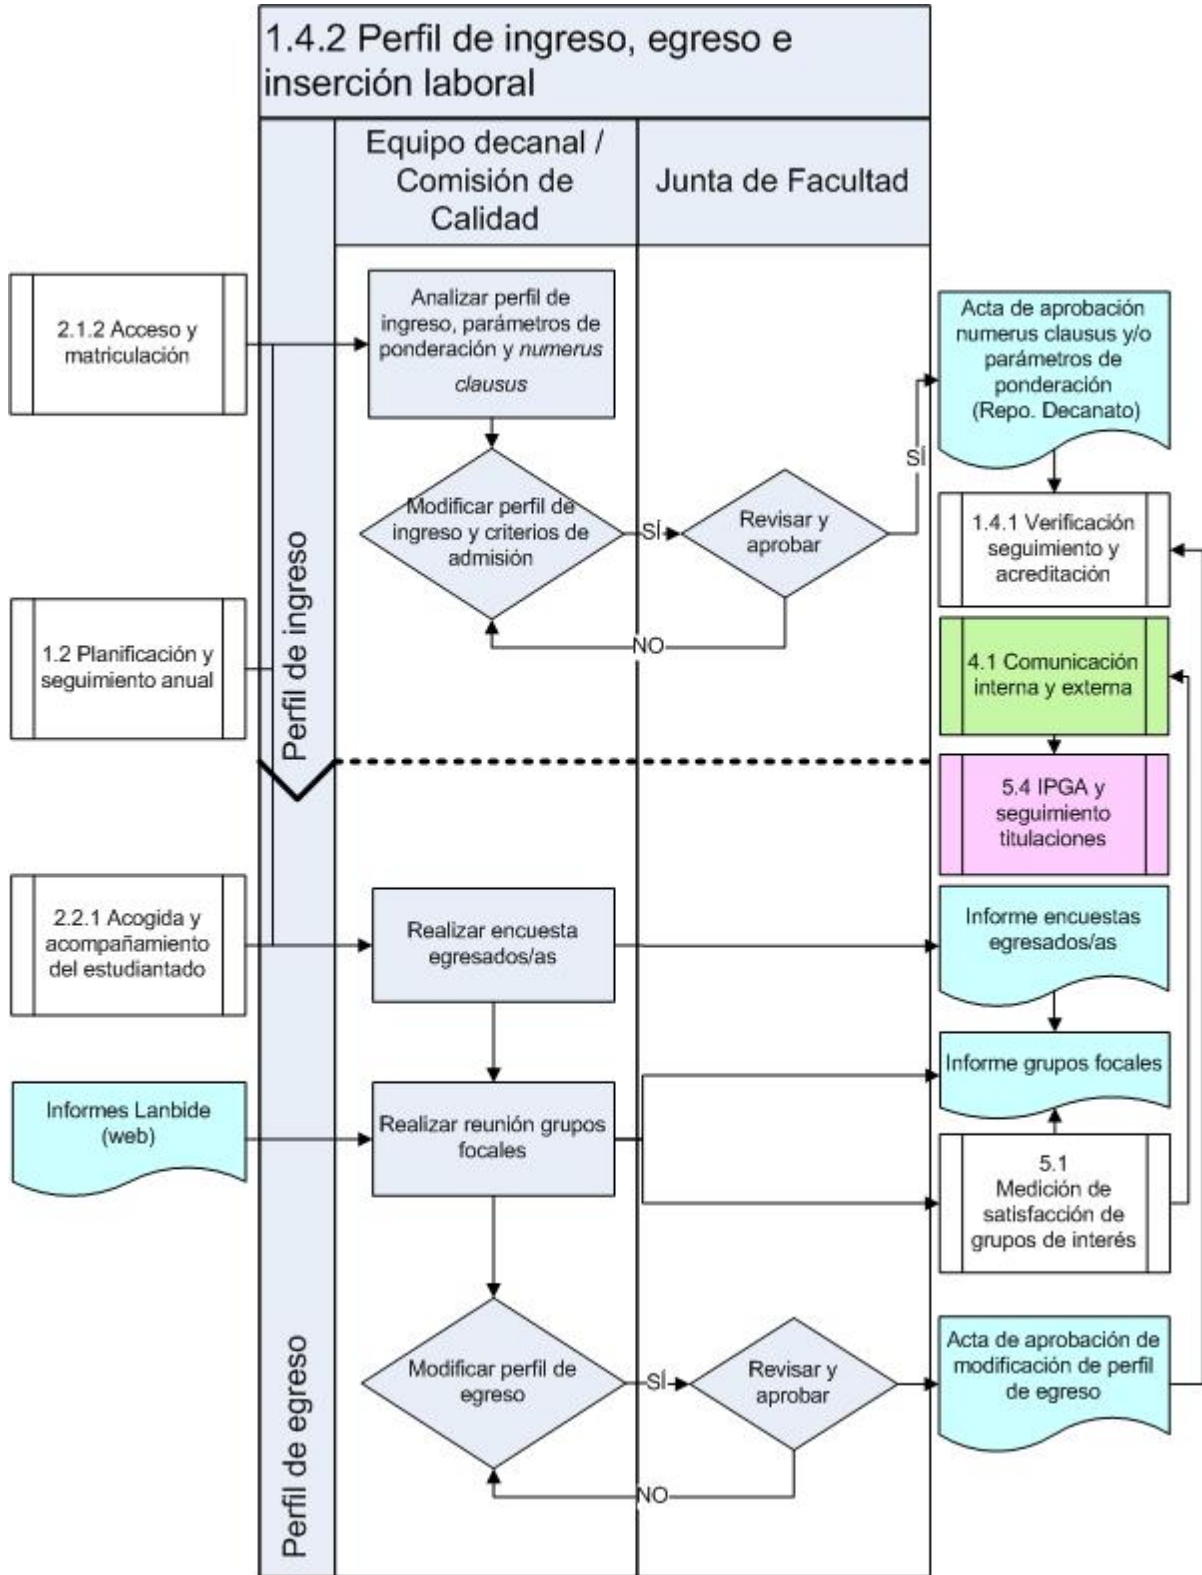 1.4.2 Perfil de ingreso, egreso e
inserción laboral
Equipo decanal /
Comisión de
Calidad
Junta de Facultad
Perfil de ingreso
2.1.2 Acceso y
matriculación
Analizar perfil de
ingreso, parámetros de
ponderación y numerus
clausus
Acta de aprobación
numerus clausus y/o
parámetros de
ponderación
(Repo. Decanato)
SÍ
Modificar perfil de
ingreso y criterios de
admisión
SÍ
Revisar y
aprobar
1.4.1 Verificación
seguimiento y
acreditación
NO
1.2 Planificación y
seguimiento anual
4.1 Comunicación
interna y externa
5.4 IPGA y
seguimiento
titulaciones
Perfil de egreso
2.2.1 Acogida y
acompañamiento
del estudiantado
Realizar encuesta
egresados/as
Informe encuestas
egresados/as
Informes Lanbide
(web)
Realizar reunión grupos
focales
Informe grupos focales
5.1
Medición de
satisfacción de
grupos de interés
Modificar perfil de
egreso
SÍ
Revisar y
aprobar
Acta de aprobación de
modificación de perfil
de egreso
NO